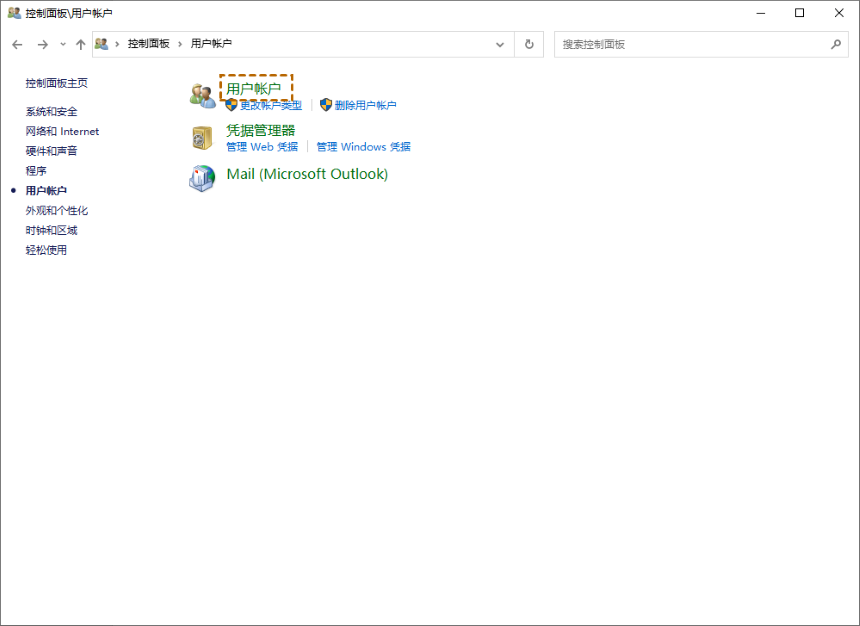 控制面板\用户帐户
控制面板 用户帐户
搜索控制面板
控制面板主页
系统和安全
网络和 Internet
硬件和声音
程序
用户帐户
外观和个性化
时钟和区域
轻松使用
用户帐户
更改帐户类型 删除用户帐户
凭据管理器
管理 Web 凭据 管理 Windows 凭据
Mail (Microsoft Outlook)